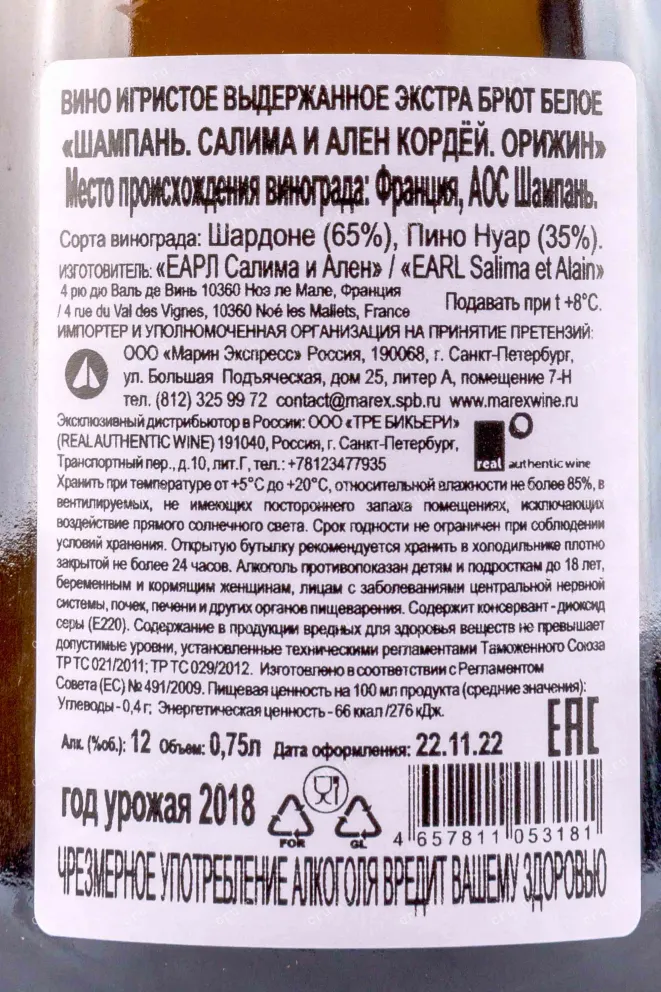 ВИНО ИГРИСТОЕ ВЫДЕРЖАННОЕ ЭКСТРА БРЮТ БЕЛОЕ
«ШАМПАНЬ. САЛИМА И АЛЕН КОРДЁЙ. ОРИЖИН»
Место происхождения винограда: Франция, АОС Шампань.
Сорта винограда: Шардоне (65%), Пино Нуар (35%).
ИЗГОТОВИТЕЛЬ: «ЕАРЛ Салима и Ален» / «EARL Salima et Alain»
4 рю дю Валь де Винь 10360 Ноэ ле Мале, Франция
/ 4 rue du Val des Vignes, 10360 Noé les Mallets, France
Подавать при t +8°C.
ИМПОРТЕР И УПОЛНОМОЧЕННАЯ ОРГАНИЗАЦИЯ НА ПРИНЯТИЕ ПРЕТЕНЗИЙ:
ООО «Марин Экспресс» Россия, 190068, г. Санкт-Петербург,
ул. Большая Подъяческая, дом 25, литер А, помещение 7-Н
тел. (812) 325 99 72 contact@marex.spb.ru www.marexwine.ru
Эксклюзивный дистрибьютор в России: ООО «ТРЕ БИКЬЕРИ»
(REAL AUTHENTIC WINE) 191040, Россия, г. Санкт-Петербург,
Транспортный пер., д.10, лит.Г, тел.: +78123477935
real authentic wine
Хранить при температуре от +5°С до +20°С, относительной влажности не более 85%, в
вентилируемых, не имеющих постороннего запаха помещениях, исключающих
воздействие прямого солнечного света. Срок годности не ограничен при соблюдении
условий хранения. Открытую бутылку рекомендуется хранить в холодильнике плотно
закрытой не более 24 часов. Алкоголь противопоказан детям и подросткам до 18 лет,
беременным и кормящим женщинам, лицам с заболеваниями центральной нервной
системы, почек, печени и других органов пищеварения. Содержит консервант - диоксид
серы (Е220). Содержание в продукции вредных для здоровья веществ не превышает
допустимые уровни, установленные техническими регламентами Таможенного Союза
ТР ТС 021/2011; ТР ТС 029/2012. Изготовлено в соответствии с Регламентом
Совета (ЕС) № 491/2009. Пищевая ценность на 100 мл продукта (средние значения):
Углеводы - 0,4 г, Энергетическая ценность - 66 ккал /276 кДж.
Алк. (%об.): 12 Объем: 0,75л Дата оформления: 22.11.22
EAC
год урожая 2018
FOR
GL
4 657811 053181
ЧРЕЗМЕРНОЕ УПОТРЕБЛЕНИЕ АЛКОГОЛЯ ВРЕДИТ ВАШЕМУ ЗДОРОВЬЮ